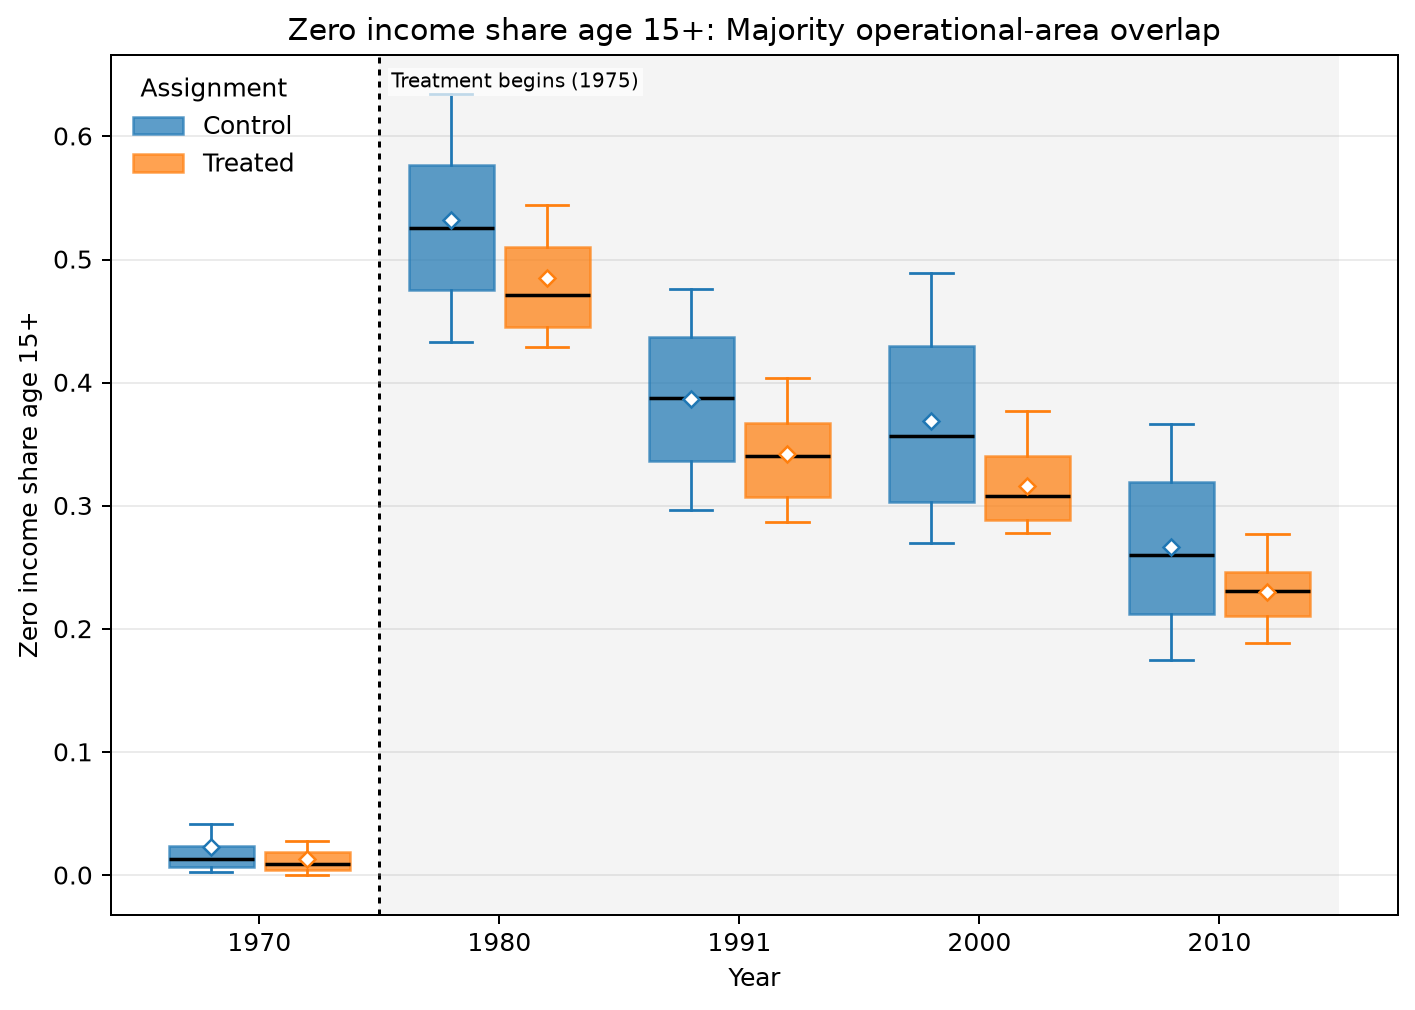 Zero income share age 15+: Majority operational-area overlap
Treatment begins (1975)
Assignment
Control
Treated
Zero income share age 15+
0.6
0.5
0.4
0.3
0.2
0.1
0.0
1970 1980 1991 2000 2010
Year